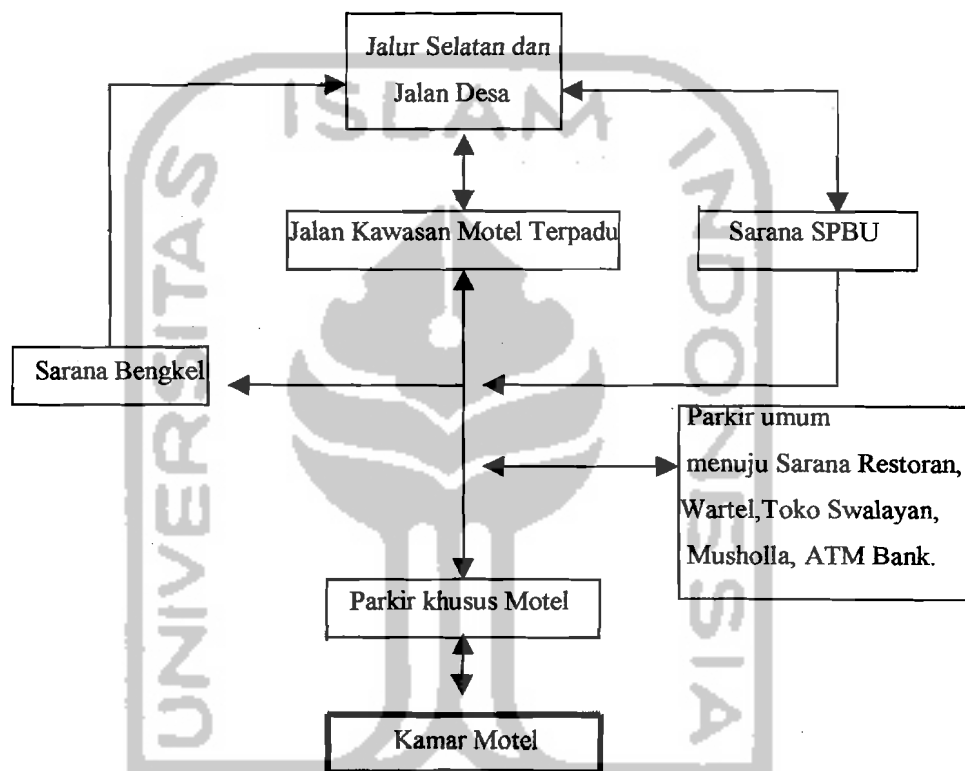 Jalur Selatan dan
Jalan Desa
Jalan Kawasan Motel Terpadu
Sarana SPBU
Sarana Bengkel
Parkir umum
menuju Sarana Restoran,
Wartel,Toko Swalayan,
Musholla, ATM Bank.
Parkir khusus Motel
Kamar Motel
UNIVERSITAS
ISLAM
INDONESIA